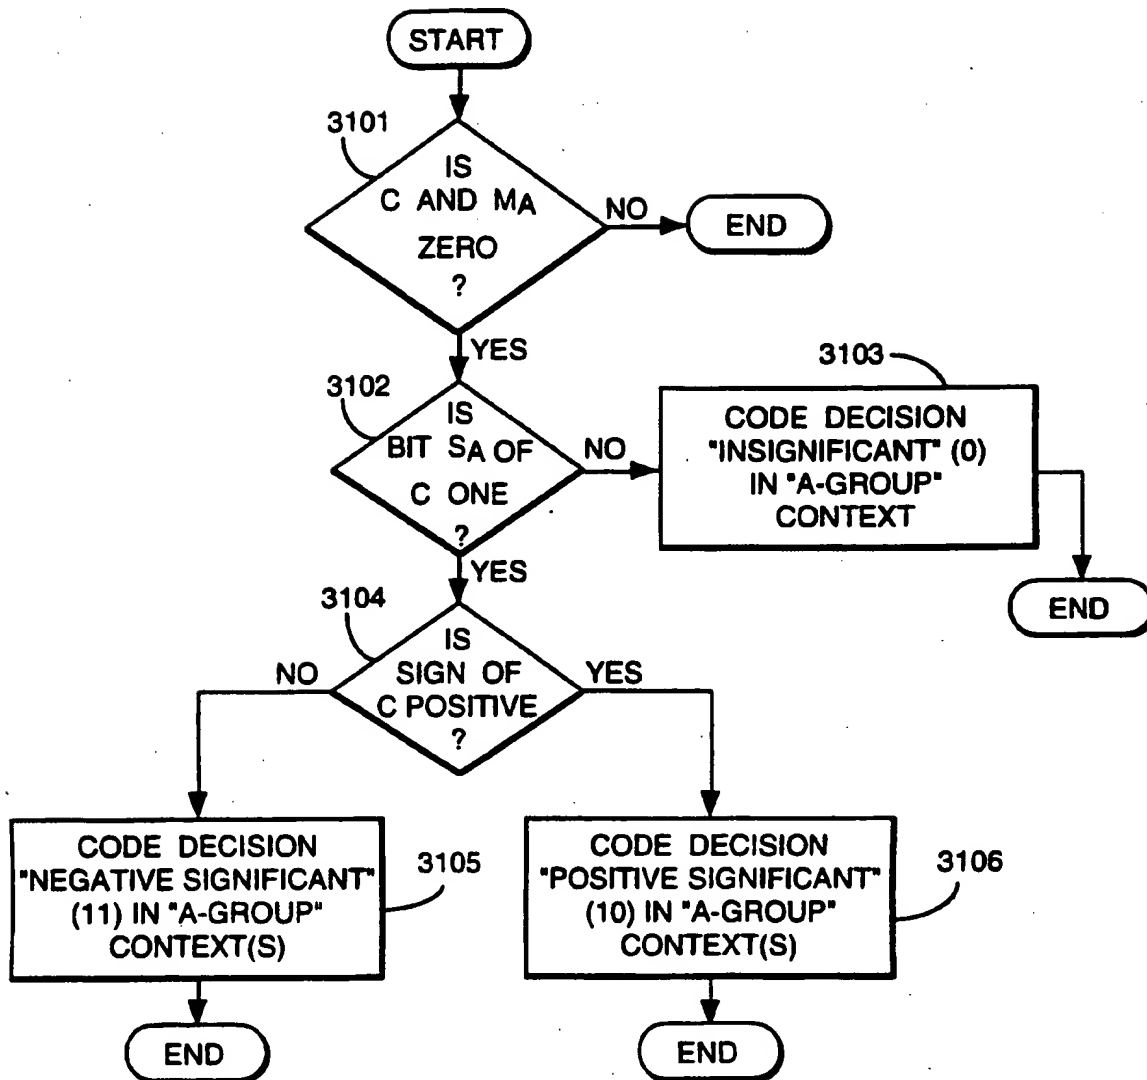 START
3101
IS
C AND MA
ZERO
?
NO
END
YES
3102
IS
BIT SA OF
C ONE
?
NO
3103
CODE DECISION
"INSIGNIFICANT" (0)
IN "A-GROUP"
CONTEXT
END
YES
3104
IS
SIGN OF
C POSITIVE
?
NO
YES
CODE DECISION
"NEGATIVE SIGNIFICANT"
(11) IN "A-GROUP"
CONTEXT(S)
3105
CODE DECISION
"POSITIVE SIGNIFICANT"
(10) IN "A-GROUP"
CONTEXT(S)
3106
END
END